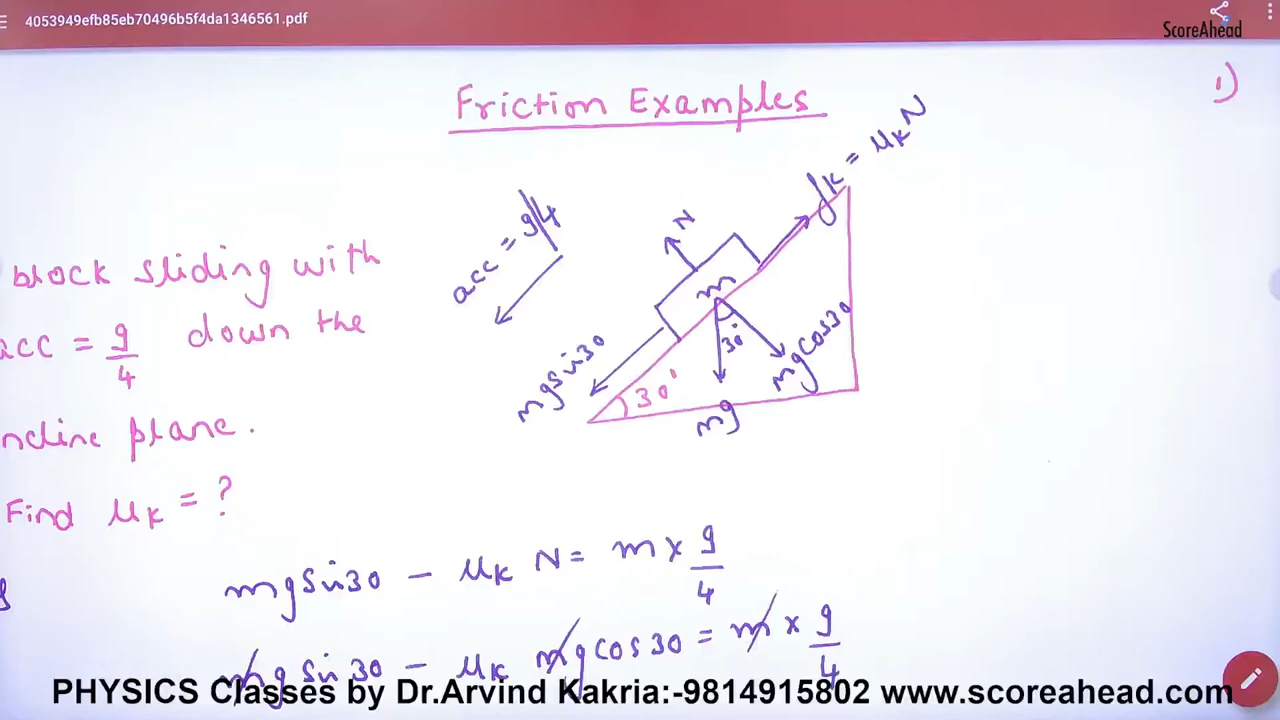 4053949efb85eb70496b5f4da1346561.pdf
ScoreAhead
1)
Friction Examples
fK = μK N
acc = g/4
N
block sliding with
m
acc = g/4 down the
30°
mg cos30
mg sin30
30°
mg
ncline plane.
Find μK = ?
mg sin30 - μK N = m x g/4
mg sin30 - μK mg cos30 = m x g/4
PHYSICS Classes by Dr.Arvind Kakria:-9814915802 www.scoreahead.com